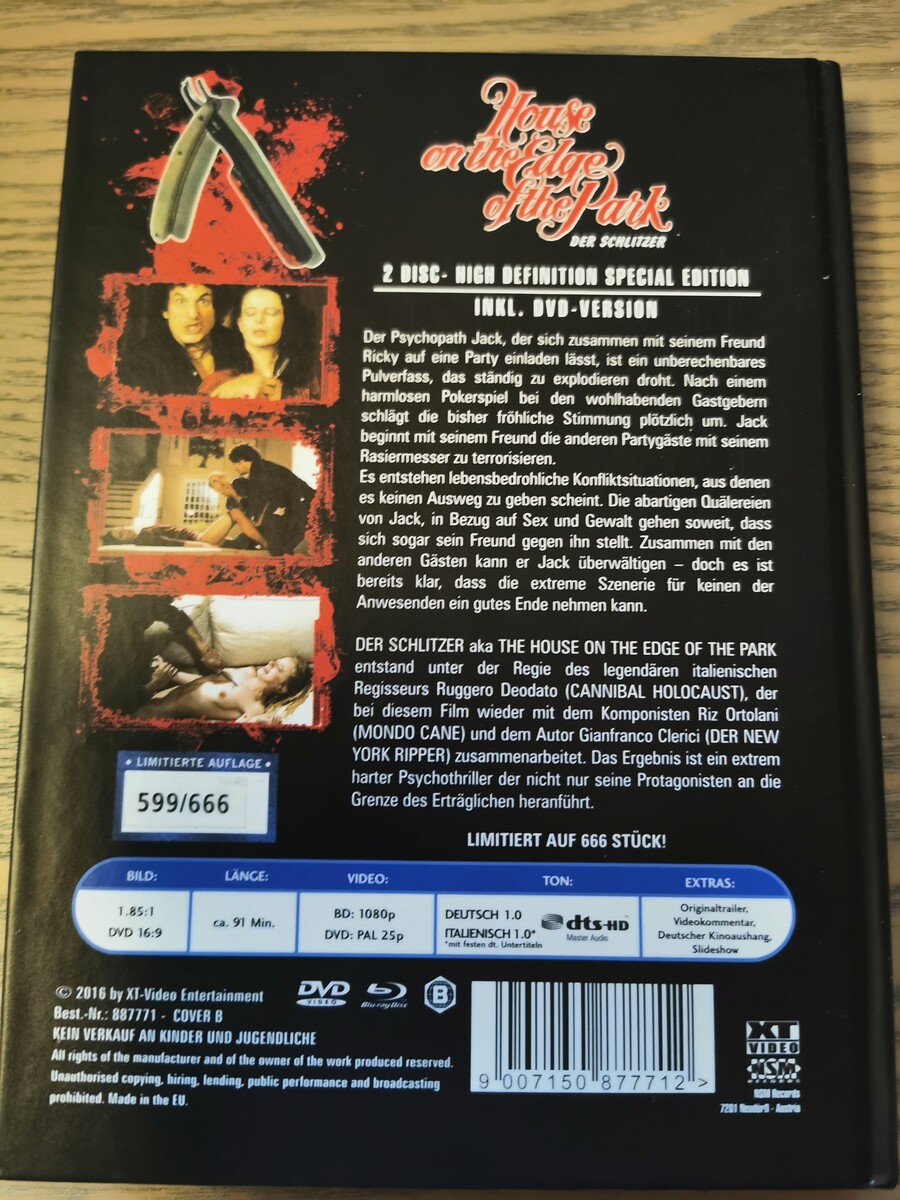 House
on the Edge
of the Park
DER SCHLITZER
2 DISC- HIGH DEFINITION SPECIAL EDITION
INKL. DVD-VERSION
Der Psychopath Jack, der sich zusammen mit seinem Freund
Ricky auf eine Party einladen lässt, ist ein unberechenbares
Pulverfass, das ständig zu explodieren droht. Nach einem
harmlosen Pokerspiel bei den wohlhabenden Gastgebern
schlägt die bisher fröhliche Stimmung plötzlich um. Jack
beginnt mit seinem Freund die anderen Partygäste mit seinem
Rasiermesser zu terrorisieren.
Es entstehen lebensbedrohliche Konfliktsituationen, aus denen
es keinen Ausweg zu geben scheint. Die abartigen Quälereien
von Jack, in Bezug auf Sex und Gewalt gehen soweit, dass
sich sogar sein Freund gegen ihn stellt. Zusammen mit den
anderen Gästen kann er Jack überwältigen – doch es ist
bereits klar, dass die extreme Szenerie für keinen der
Anwesenden ein gutes Ende nehmen kann.
DER SCHLITZER aka THE HOUSE ON THE EDGE OF THE PARK
entstand unter der Regie des legendären italienischen
Regisseurs Ruggero Deodato (CANNIBAL HOLOCAUST), der
bei diesem Film wieder mit dem Komponisten Riz Ortolani
(MONDO CANE) und dem Autor Gianfranco Clerici (DER NEW
YORK RIPPER) zusammenarbeitet. Das Ergebnis ist ein extrem
harter Psychothriller der nicht nur seine Protagonisten an die
Grenze des Erträglichen heranführt.
• LIMITIERTE AUFLAGE •
599/666
LIMITIERT AUF 666 STÜCK!
BILD: LÄNGE: VIDEO: TON: EXTRAS:
1.85:1
DVD 16:9
ca. 91 Min.
BD: 1080p
DVD: PAL 25p
DEUTSCH 1.0
ITALIENISCH 1.0*
*mit festen dt. Untertiteln
dts-HD
Master Audio
Originaltrailer,
Videokommentar,
Deutscher Kinoaushang,
Slideshow
© 2016 by XT-Video Entertainment
Best.-Nr.: 887771 - COVER B
KEIN VERKAUF AN KINDER UND JUGENDLICHE
All rights of the manufacturer and of the owner of the work produced reserved.
Unauthorised copying, hiring, lending, public performance and broadcasting
prohibited. Made in the EU.
DVD
VIDEO
Blu-ray Disc
B
9 007150 877712 >
XT
VIDEO
NSM
RECORDS
NSM Records
7201 Neudörfl - Austria